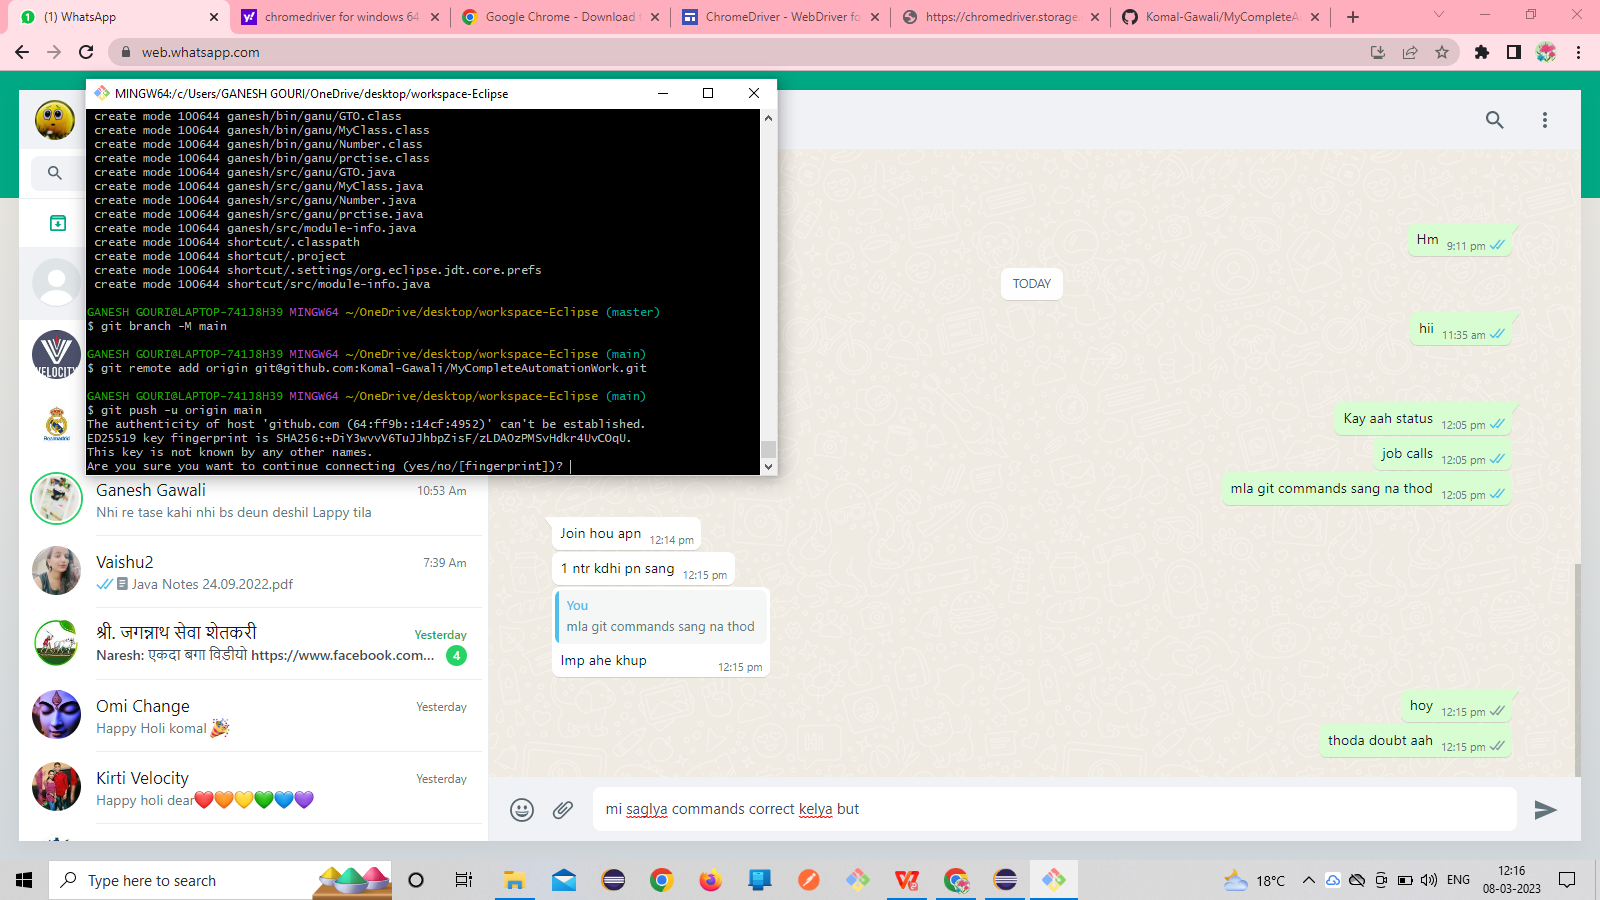 (1) WhatsApp
chromedriver for windows 64
Google Chrome - Download
ChromeDriver - WebDriver fo
https://chromedriver.storage.
Komal-Gawali/MyCompleteA
web.whatsapp.com
MINGW64:/c/Users/GANESH GOURI/OneDrive/desktop/workspace-Eclipse
create mode 100644 ganesh/bin/ganu/GTO.class
create mode 100644 ganesh/bin/ganu/MyClass.class
create mode 100644 ganesh/bin/ganu/Number.class
create mode 100644 ganesh/bin/ganu/prctise.class
create mode 100644 ganesh/src/ganu/GTO.java
create mode 100644 ganesh/src/ganu/MyClass.java
create mode 100644 ganesh/src/ganu/Number.java
create mode 100644 ganesh/src/ganu/prctise.java
create mode 100644 ganesh/src/module-info.java
create mode 100644 shortcut/.classpath
create mode 100644 shortcut/.project
create mode 100644 shortcut/.settings/org.eclipse.jdt.core.prefs
create mode 100644 shortcut/src/module-info.java
GANESH GOURI@LAPTOP-741J8H39 MINGW64 ~/OneDrive/desktop/workspace-Eclipse (master)
$ git branch -M main
GANESH GOURI@LAPTOP-741J8H39 MINGW64 ~/OneDrive/desktop/workspace-Eclipse (main)
$ git remote add origin git@github.com:Komal-Gawali/MyCompleteAutomationWork.git
GANESH GOURI@LAPTOP-741J8H39 MINGW64 ~/OneDrive/desktop/workspace-Eclipse (main)
$ git push -u origin main
The authenticity of host 'github.com (64:ff9b::14cf:4952)' can't be established.
ED25519 key fingerprint is SHA256:+DiY3wvvV6TuJJhbpZisF/zLDA0zPMSvHdkr4UvCOqU.
This key is not known by any other names.
Are you sure you want to continue connecting (yes/no/[fingerprint])?
VELOCITY
Realmadrid
Ganesh Gawali 10:53 Am
Nhi re tase kahi nhi bs deun deshil Lappy tila
Vaishu2 7:39 Am
Java Notes 24.09.2022.pdf
श्री. जगन्नाथ सेवा शेतकरी Yesterday
Naresh: एकदा बगा विडीयो https://www.facebook.com... 4
Omi Change Yesterday
Happy Holi komal 🎉
Kirti Velocity Yesterday
Happy holi dear❤️🧡💛💚💙💜
Hm 9:11 pm
TODAY
hii 11:35 am
Kay aah status 12:05 pm
job calls 12:05 pm
mla git commands sang na thod 12:05 pm
Join hou apn 12:14 pm
1 ntr kdhi pn sang 12:15 pm
You
mla git commands sang na thod
Imp ahe khup 12:15 pm
hoy 12:15 pm
thoda doubt aah 12:15 pm
mi saglya commands correct kelya but
Type here to search
18°C
ENG
12:16
08-03-2023